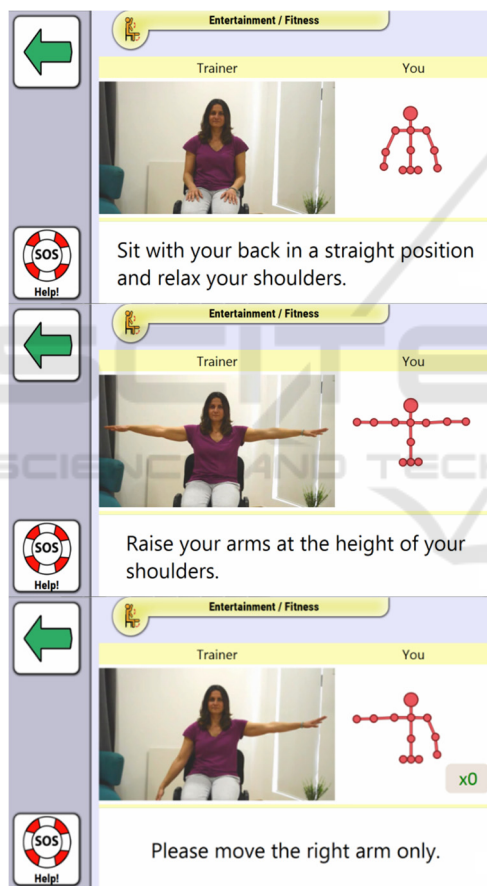 Entertainment / Fitness
Trainer
You
SOS
Help!
Sit with your back in a straight position
and relax your shoulders.
Entertainment / Fitness
Trainer
You
SOS
Help!
Raise your arms at the height of your
shoulders.
Entertainment / Fitness
Trainer
You
x0
SOS
Help!
Please move the right arm only.